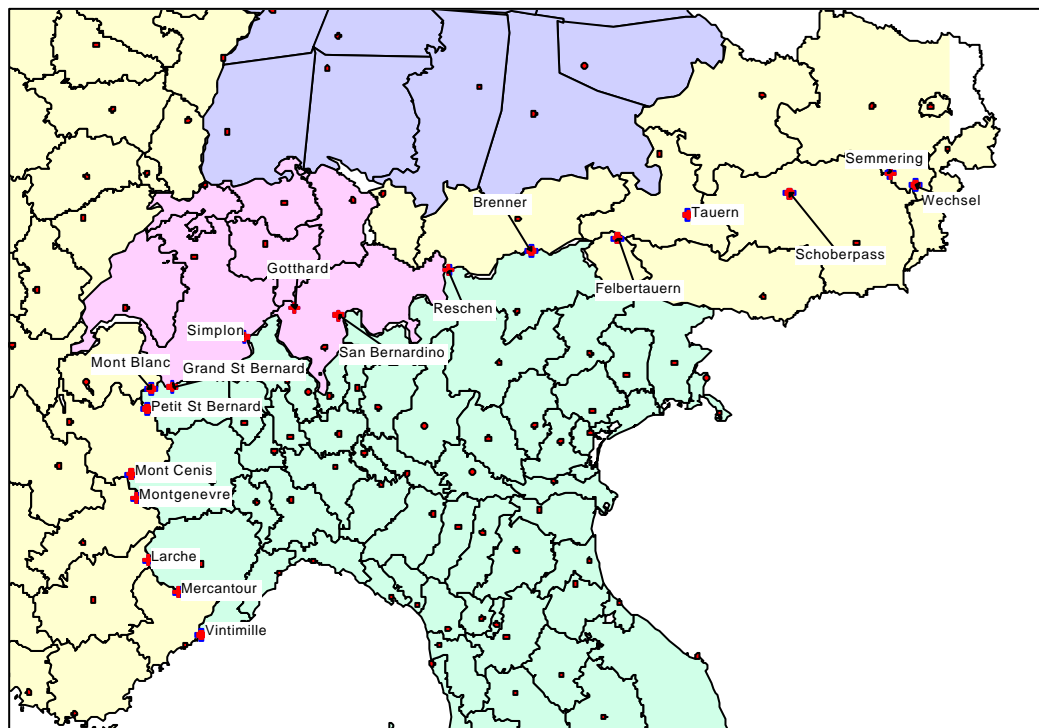 Semmering
Brenner
Wechsel
Tauern
Schoberpass
Gotthard
Felbertauern
Reschen
Simplon
San Bernardino
Mont Blanc
Grand St Bernard
Petit St Bernard
Mont Cenis
Montgenevre
Larche
Mercantour
Vintimille